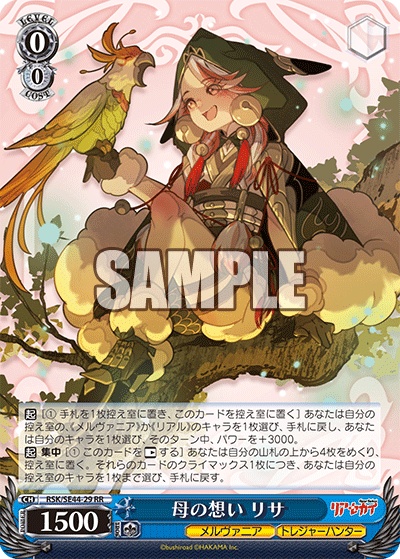 LEVEL
0
0
COST
SAMPLE
起 [① 手札を1枚控え室に置き、このカードを控え室に置く] あなたは自分の
控え室の、《メルヴァニア》か《リアル》のキャラを1枚選び、手札に戻し、あ
なたは自分のキャラを1枚選び、そのターン中、パワーを+3000。
起 集中 [① このカードをする] あなたは自分の山札の上から4枚をめくり、
控え室に置く。それらのカードのクライマックス1枚につき、あなたは自分の控
え室のキャラを1枚まで選び、手札に戻す。
RSK/SE44-29 RR
1500
母の想い リサ
メルヴァニア
トレジャーハンター
©bushiroad ©HAKAMA Inc.